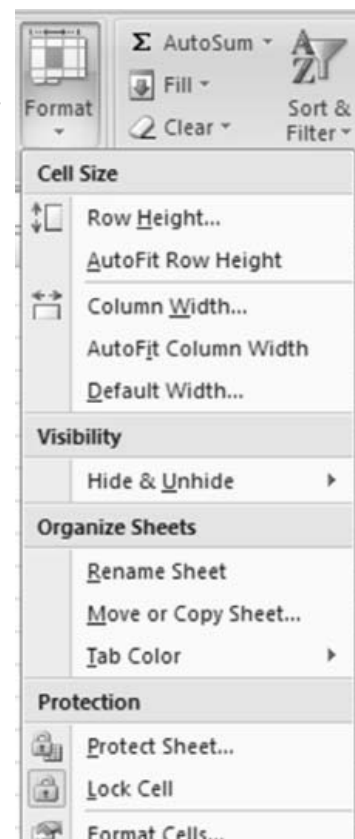 Σ AutoSum
Fill
Clear
Format
Sort &
Filter
Cell Size
Row Height...
AutoFit Row Height
Column Width...
AutoFit Column Width
Default Width...
Visibility
Hide & Unhide
Organize Sheets
Rename Sheet
Move or Copy Sheet...
Tab Color
Protection
Protect Sheet...
Lock Cell
Format Cells...